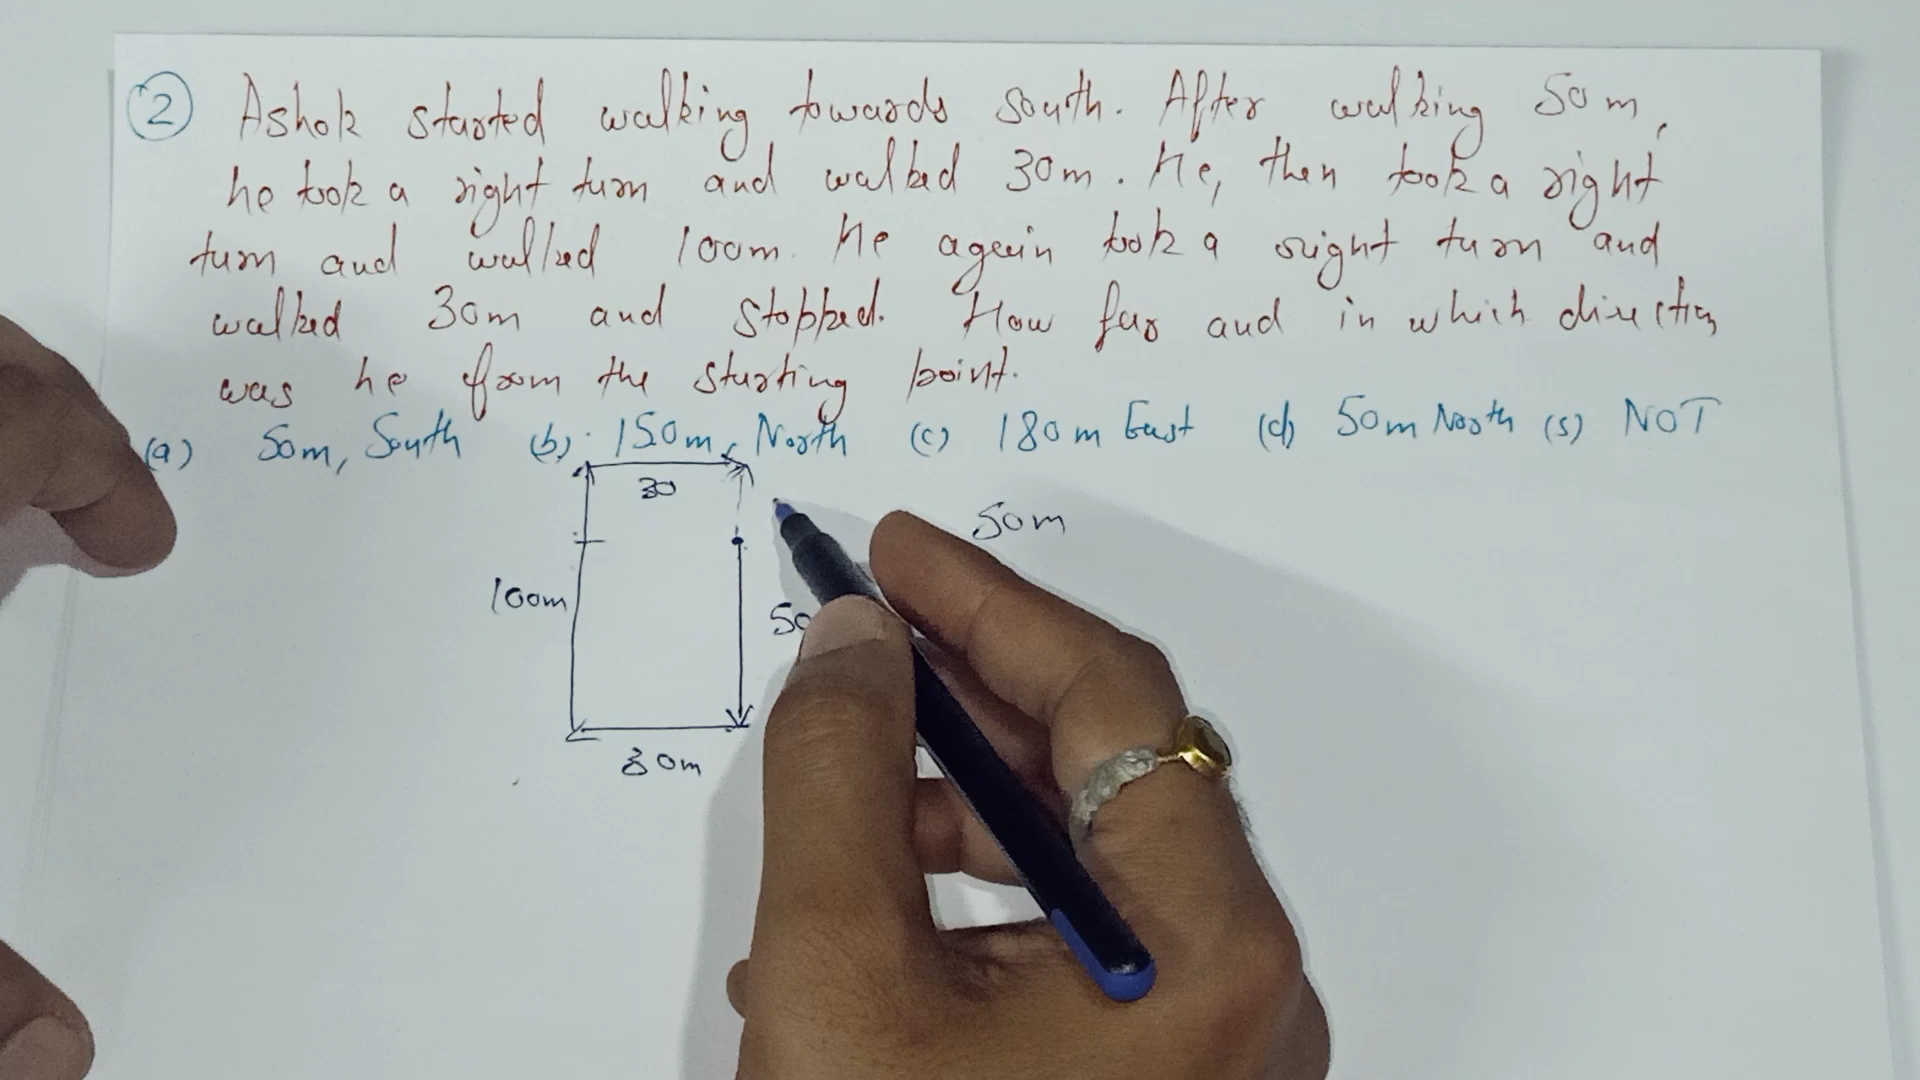 2 Ashok started walking towards south. After walking 50m,
he took a right turn and walked 30m. He, then took a right
turn and walked 100m. He again took a right turn and
walked 30m and stopped. How far and in which direction
was he from the starting point.
(a) 50m, South (b) 150m, North (c) 180m East (d) 50m North (s) NOT
30
50m
100m
50
30m